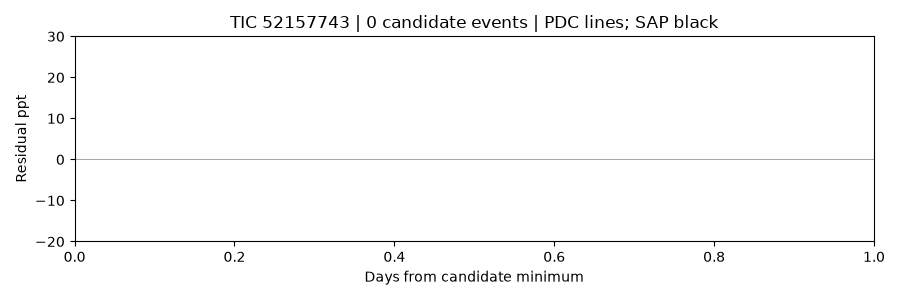 TIC 52157743 | 0 candidate events | PDC lines; SAP black
30
20
10
0
−10
−20
Residual ppt
0.0 0.2 0.4 0.6 0.8 1.0
Days from candidate minimum